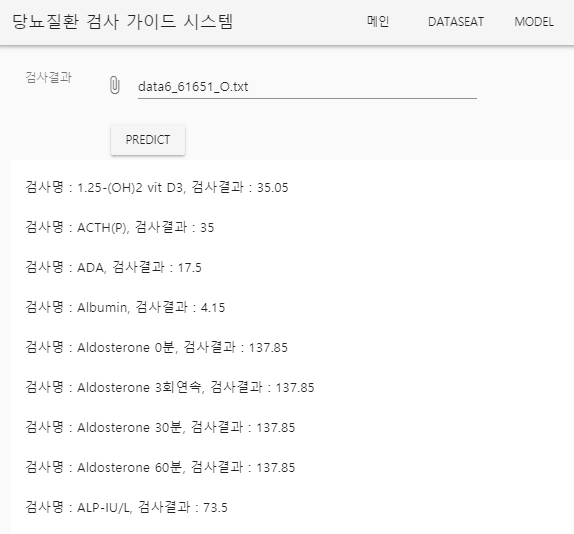 당뇨질환 검사 가이드 시스템 메인 DATASEAT MODEL
검사결과
data6_61651_O.txt
PREDICT
검사명 : 1.25-(OH)2 vit D3, 검사결과 : 35.05
검사명 : ACTH(P), 검사결과 : 35
검사명 : ADA, 검사결과 : 17.5
검사명 : Albumin, 검사결과 : 4.15
검사명 : Aldosterone 0분, 검사결과 : 137.85
검사명 : Aldosterone 3회연속, 검사결과 : 137.85
검사명 : Aldosterone 30분, 검사결과 : 137.85
검사명 : Aldosterone 60분, 검사결과 : 137.85
검사명 : ALP-IU/L, 검사결과 : 73.5